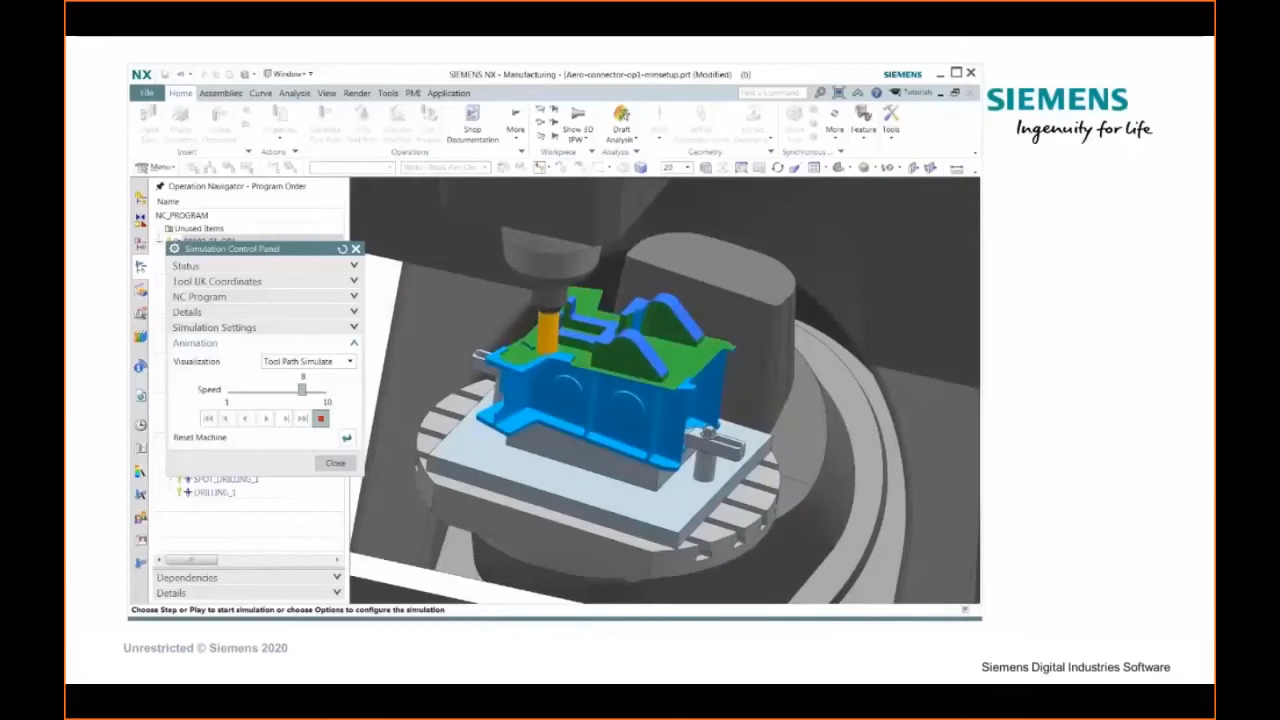 NX
Window
SIEMENS NX - Manufacturing - [Aero-connector-op1-mmsetup.prt (Modified) (I)]
SIEMENS
File Home Assemblies Curve Analysis View Render Tools PMI Application
Find a Command
Tutorials
SIEMENS
Ingenuity for life
Shop Documentation
More
Show 3D IPW
Draft Analysis
More
Feature
Tools
Insert
Actions
Operations
Workpiece
Analysis
Geometry
Synchronous ...
Menu
20
Operation Navigator - Program Order
Name
NC_PROGRAM
Unused Items
Simulation Control Panel
Status
Tool UK Coordinates
NC Program
Details
Simulation Settings
Animation
Visualization Tool Path Simulate
8
Speed
1 10
Reset Machine
Close
SPOT_DRILLING_1
DRILLING_1
Dependencies
Details
Choose Step or Play to start simulation or choose Options to configure the simulation
Unrestricted © Siemens 2020
Siemens Digital Industries Software